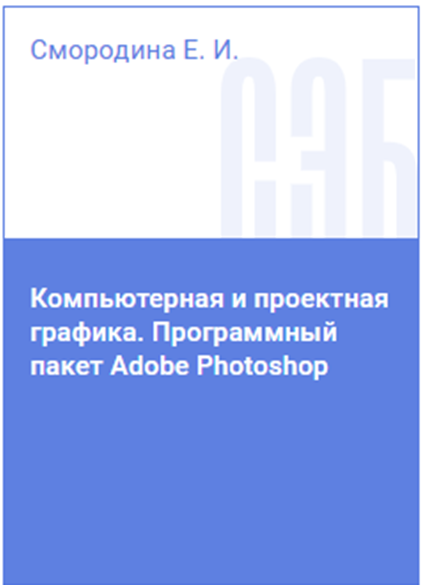 Смородина Е. И.
СЭБ
Компьютерная и проектная
графика. Программный
пакет Adobe Photoshop